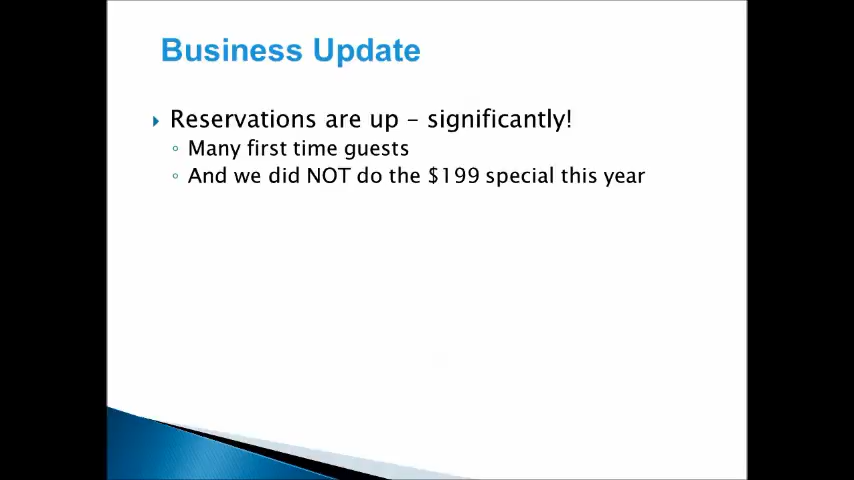 Business Update
Reservations are up – significantly!
Many first time guests
And we did NOT do the $199 special this year